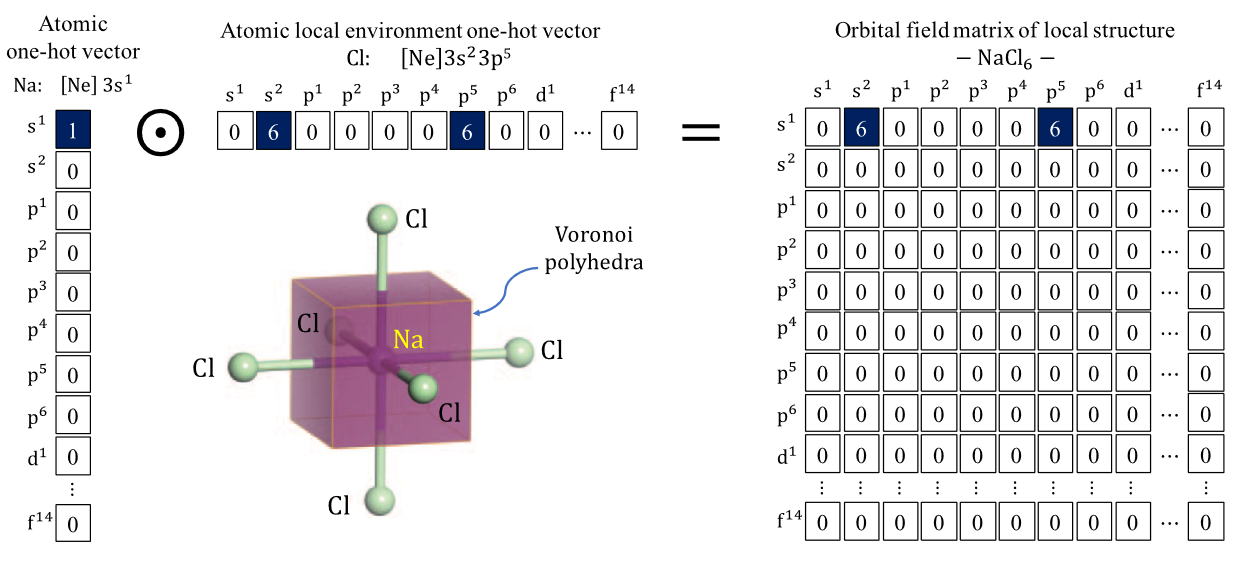 Atomic
one-hot vector
Na: [Ne] 3s¹
s¹ 1
s² 0
p¹ 0
p² 0
p³ 0
p⁴ 0
p⁵ 0
p⁶ 0
d¹ 0
⋮
f¹⁴ 0
⊙
Atomic local environment one-hot vector
Cl: [Ne]3s²3p⁵
s¹ s² p¹ p² p³ p⁴ p⁵ p⁶ d¹ f¹⁴
0 6 0 0 0 0 6 0 0 ⋯ 0
Cl
Voronoi
polyhedra
Cl
Na
Cl
Cl
Cl
Cl
=
Orbital field matrix of local structure
– NaCl₆ –
s¹ s² p¹ p² p³ p⁴ p⁵ p⁶ d¹ f¹⁴
s¹ 0 6 0 0 0 0 6 0 0 ⋯ 0
s² 0 0 0 0 0 0 0 0 0 ⋯ 0
p¹ 0 0 0 0 0 0 0 0 0 ⋯ 0
p² 0 0 0 0 0 0 0 0 0 ⋯ 0
p³ 0 0 0 0 0 0 0 0 0 ⋯ 0
p⁴ 0 0 0 0 0 0 0 0 0 ⋯ 0
p⁵ 0 0 0 0 0 0 0 0 0 ⋯ 0
p⁶ 0 0 0 0 0 0 0 0 0 ⋯ 0
d¹ 0 0 0 0 0 0 0 0 0 ⋯ 0
⋮ ⋮ ⋮ ⋮ ⋮ ⋮ ⋮ ⋮ ⋮ ⋮
f¹⁴ 0 0 0 0 0 0 0 0 0 ⋯ 0